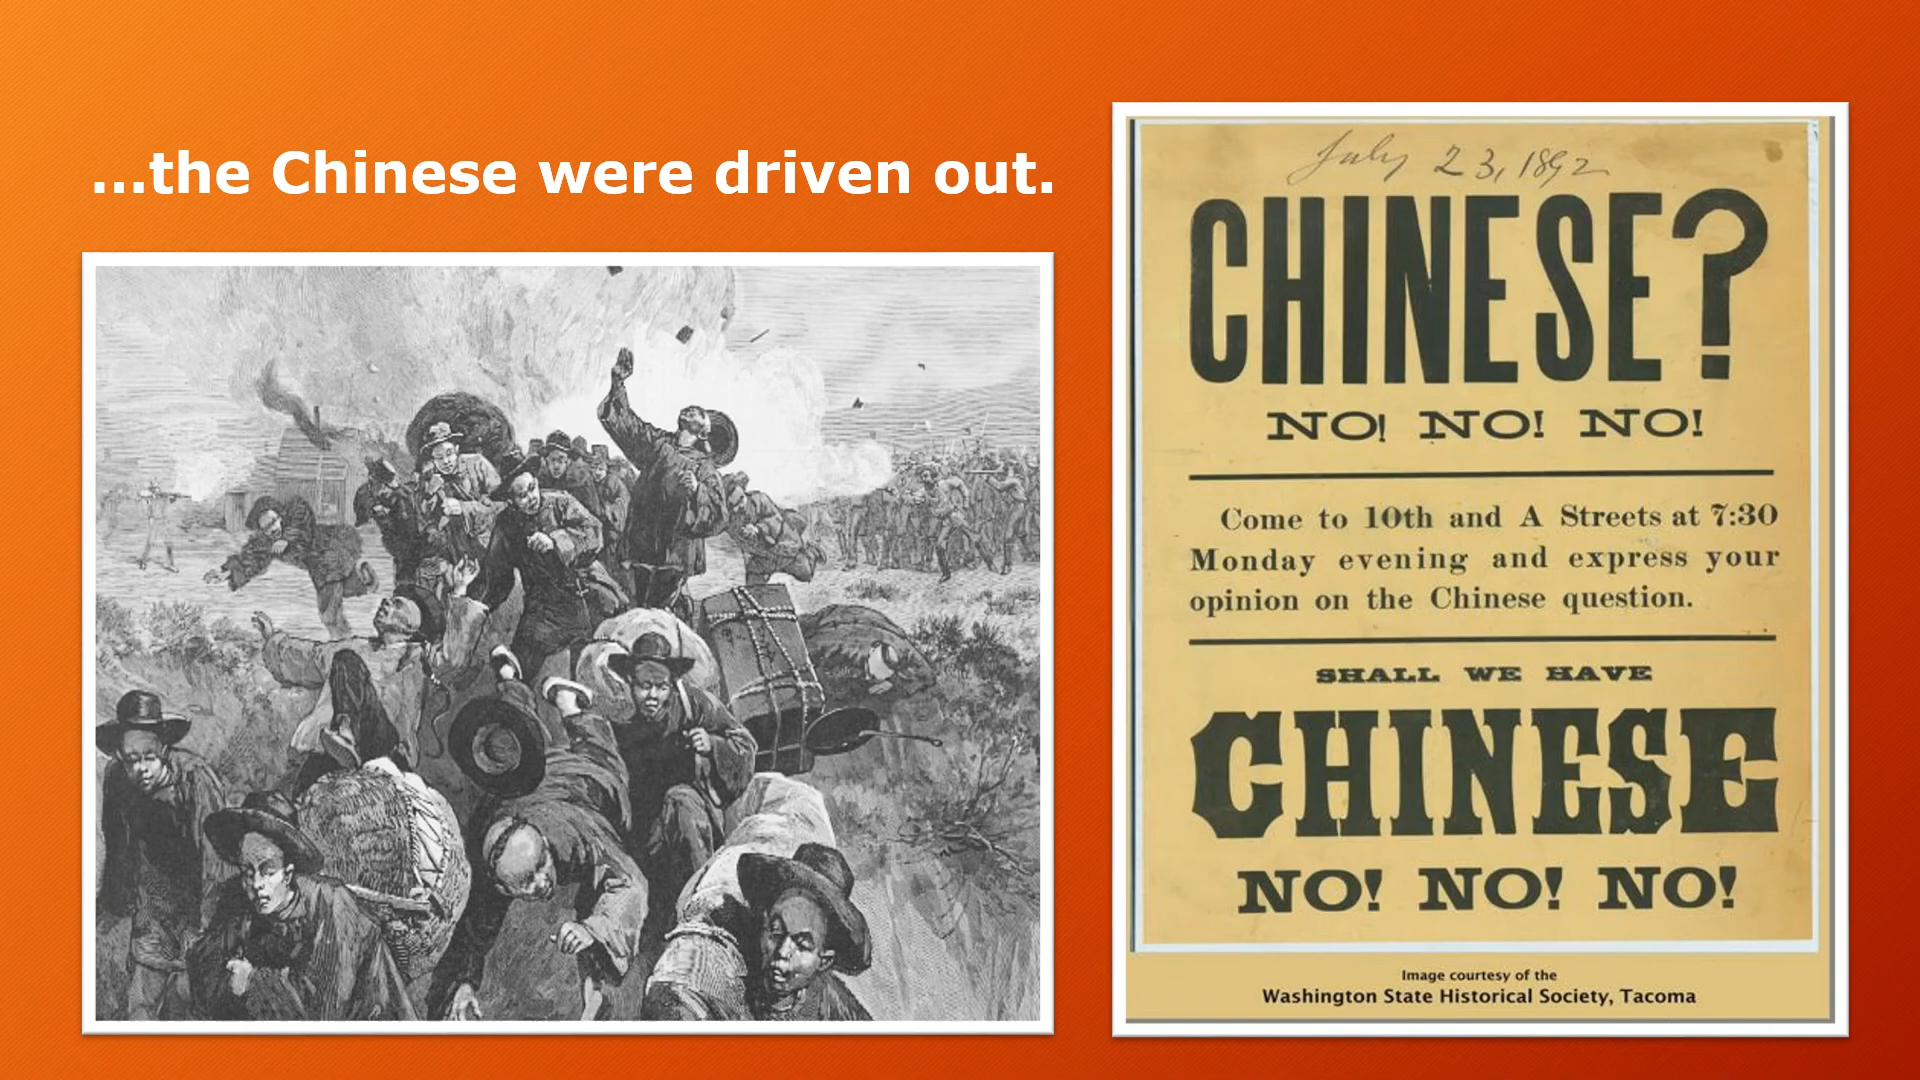 ...the Chinese were driven out.
July 23, 1892
CHINESE?
NO! NO! NO!
Come to 10th and A Streets at 7:30
Monday evening and express your
opinion on the Chinese question.
SHALL WE HAVE
CHINESE
NO! NO! NO!
Image courtesy of the
Washington State Historical Society, Tacoma